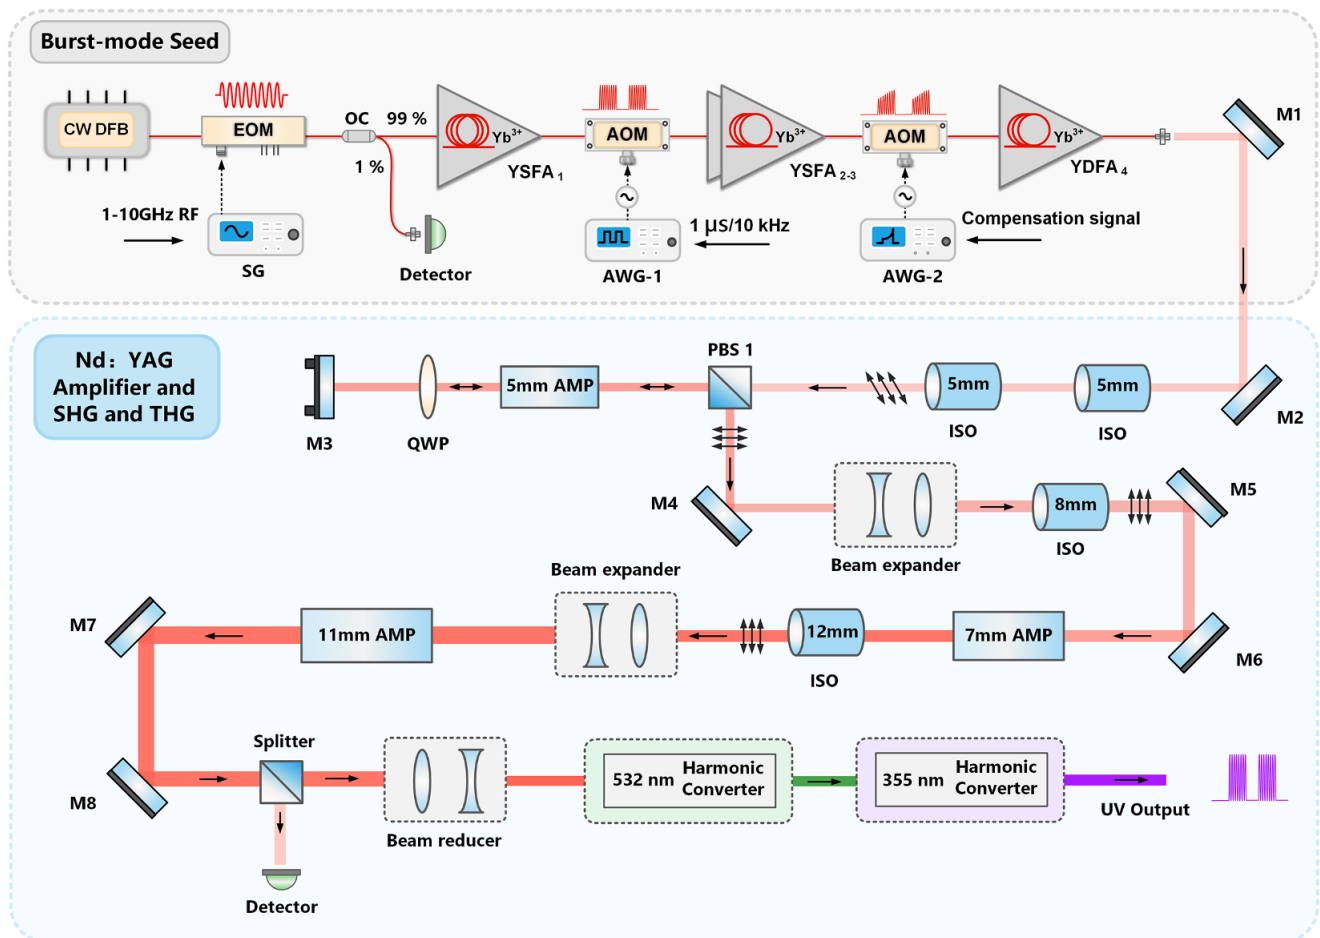 Burst-mode Seed
CW DFB
EOM
OC
99 %
1 %
Yb3+
YSFA 1
AOM
Yb3+
YSFA 2-3
AOM
Yb3+
YDFA 4
M1
1-10GHz RF
SG
Detector
1 μS/10 kHz
AWG-1
Compensation signal
AWG-2
Nd: YAG
Amplifier and
SHG and THG
M3
QWP
5mm AMP
PBS 1
5mm
ISO
5mm
ISO
M2
M4
Beam expander
8mm
ISO
M5
M7
11mm AMP
Beam expander
12mm
ISO
7mm AMP
M6
M8
Splitter
Detector
Beam reducer
532 nm
Harmonic
Converter
355 nm
Harmonic
Converter
UV Output